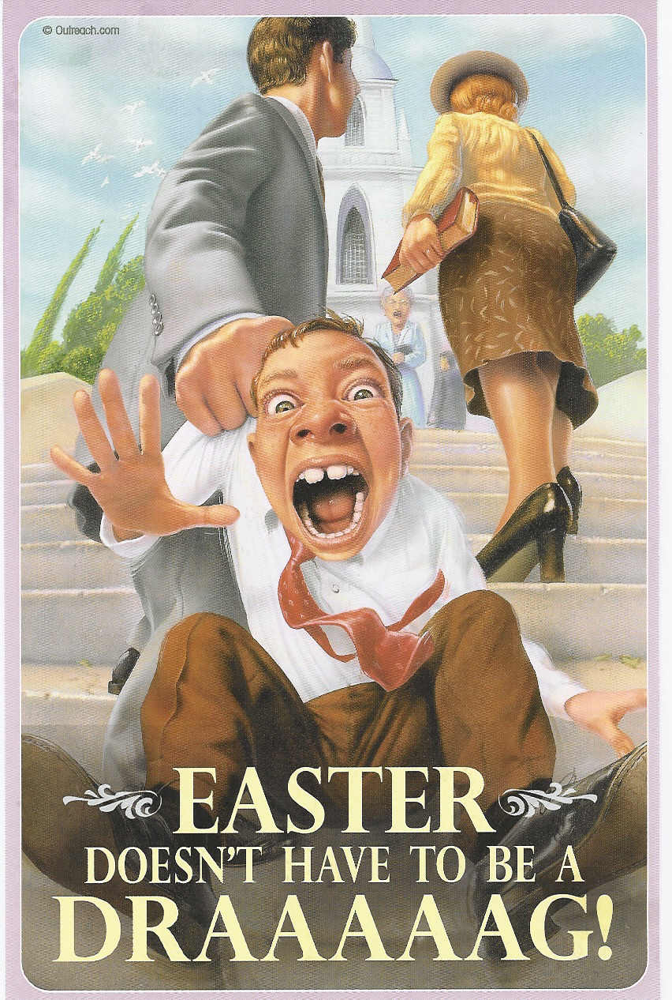 © Outreach.com
EASTER
DOESN'T HAVE TO BE A
DRAAAAAG!